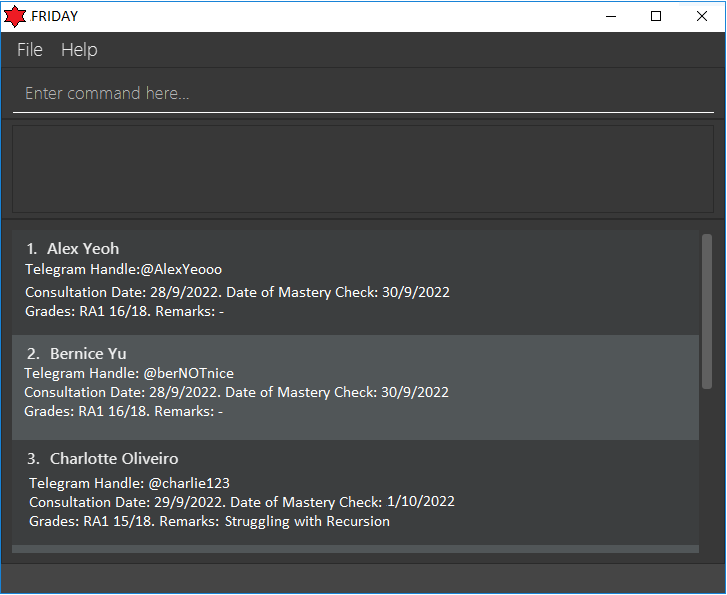 FRIDAY
File Help
Enter command here...
1. Alex Yeoh
Telegram Handle:@AlexYeooo
Consultation Date: 28/9/2022. Date of Mastery Check: 30/9/2022
Grades: RA1 16/18. Remarks: -
2. Bernice Yu
Telegram Handle: @berNOTnice
Consultation Date: 28/9/2022. Date of Mastery Check: 30/9/2022
Grades: RA1 16/18. Remarks: -
3. Charlotte Oliveiro
Telegram Handle: @charlie123
Consultation Date: 29/9/2022. Date of Mastery Check: 1/10/2022
Grades: RA1 15/18. Remarks: Struggling with Recursion